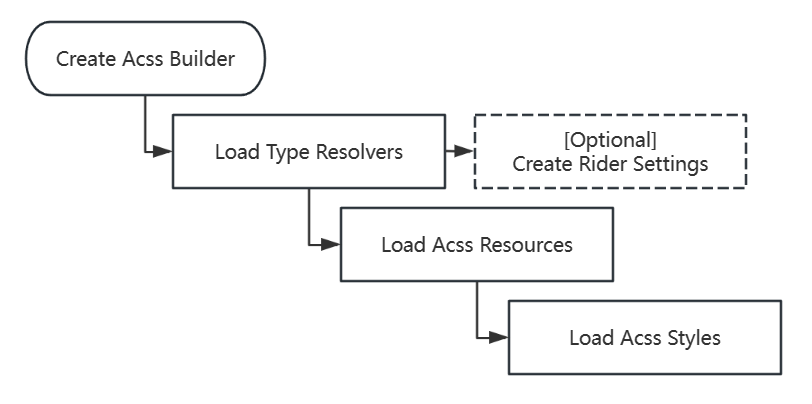 Create Acss Builder
Load Type Resolvers
[Optional]
Create Rider Settings
Load Acss Resources
Load Acss Styles